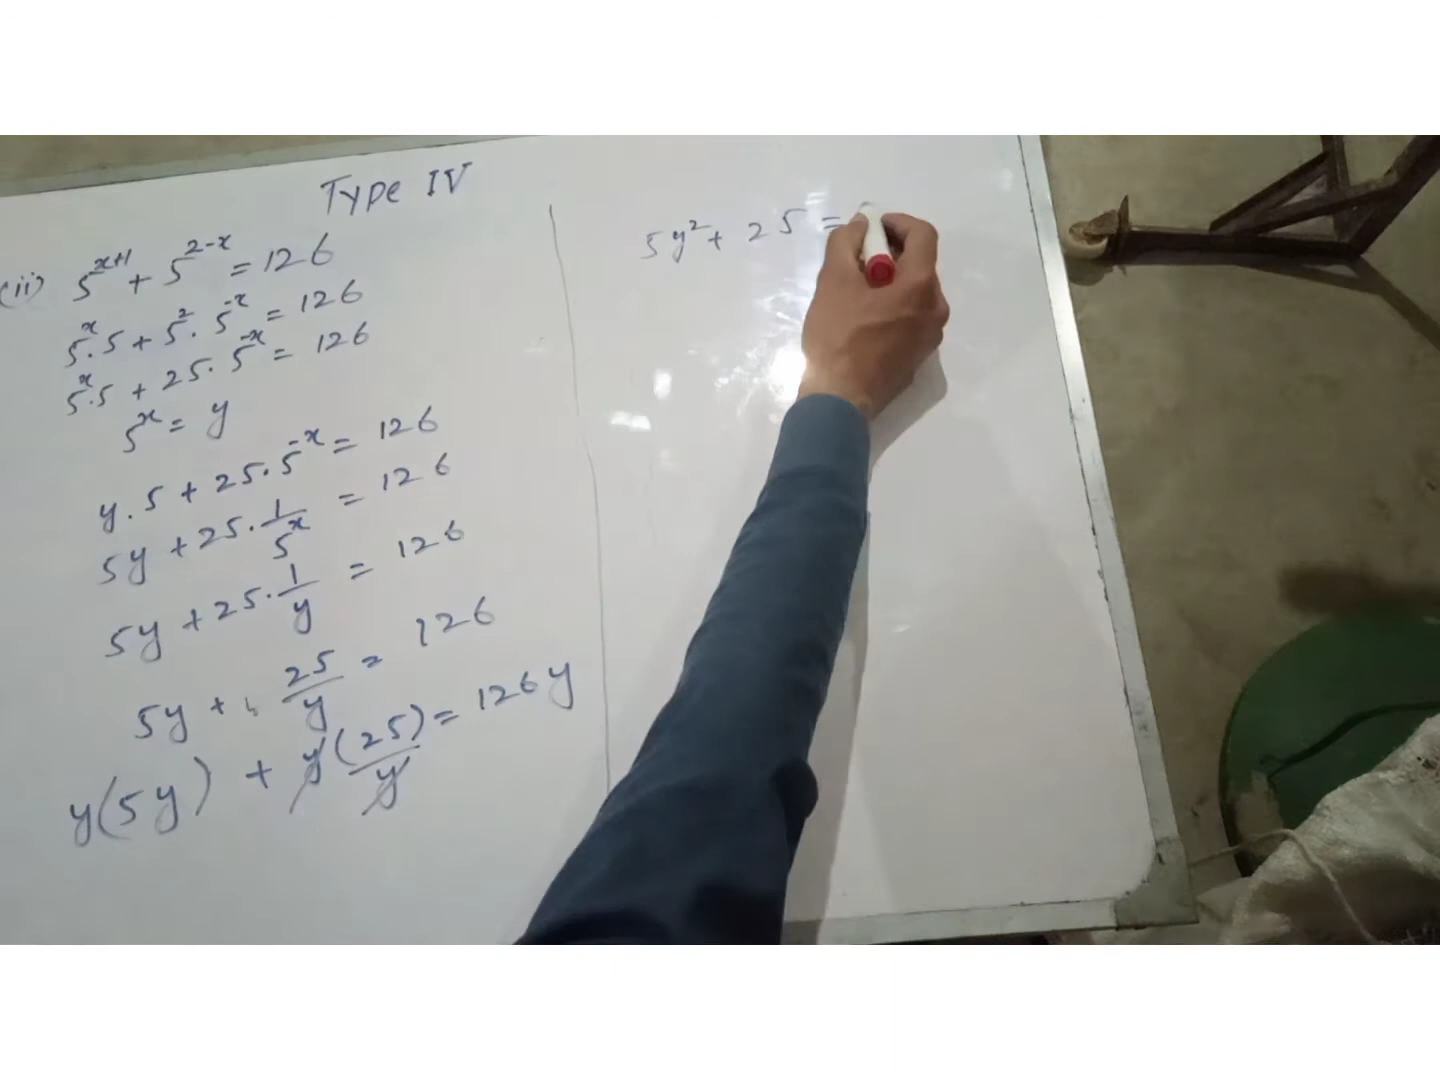 Type IV
(ii) 5^{x+1} + 5^{2-x} = 126
5^x . 5 + 5^2 . 5^{-x} = 126
5^x . 5 + 25 . 5^{-x} = 126
5^x = y
y . 5 + 25 . 5^{-x} = 126
5y + 25 . 1/5^x = 126
5y + 25 . 1/y = 126
5y + 25/y = 126
y(5y) + y(25)/y = 126y
5y^2 + 25 =